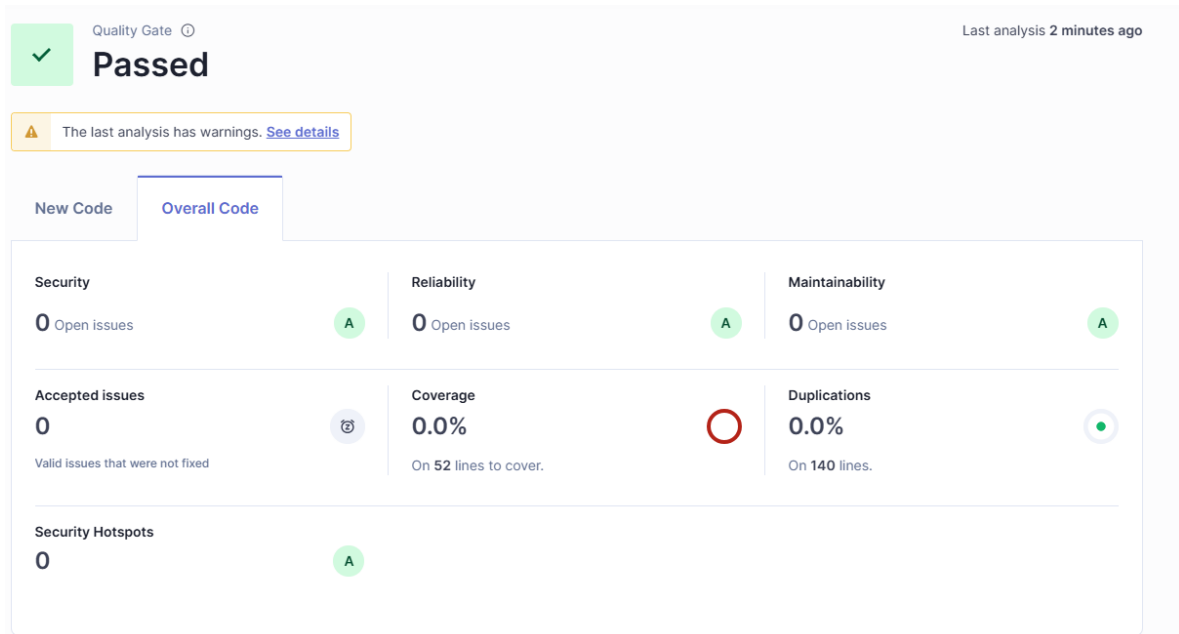 Quality Gate
Last analysis 2 minutes ago
Passed
The last analysis has warnings. See details
New Code
Overall Code
Security
Reliability
Maintainability
0 Open issues
A
0 Open issues
A
0 Open issues
A
Accepted issues
Coverage
Duplications
0
0.0%
0.0%
Valid issues that were not fixed
On 52 lines to cover.
On 140 lines.
Security Hotspots
0
A